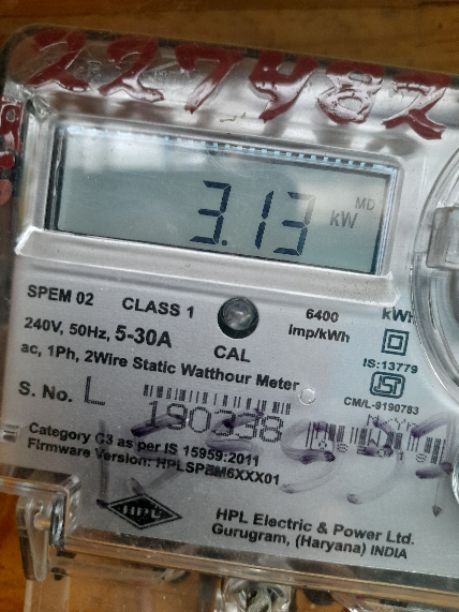 227482
MD
3.13 kW
SPEM 02 CLASS 1 6400 kWh
240V, 50Hz, 5-30A imp/kWh
CAL
ac, 1Ph, 2Wire Static Watthour Meter IS:13779
S. No. L CM/L-9190783
190238
Category C3 as per IS 15959:2011
Firmware Version: HPLSPEM6XXX01
HPL HPL Electric & Power Ltd.
Gurugram, (Haryana) INDIA